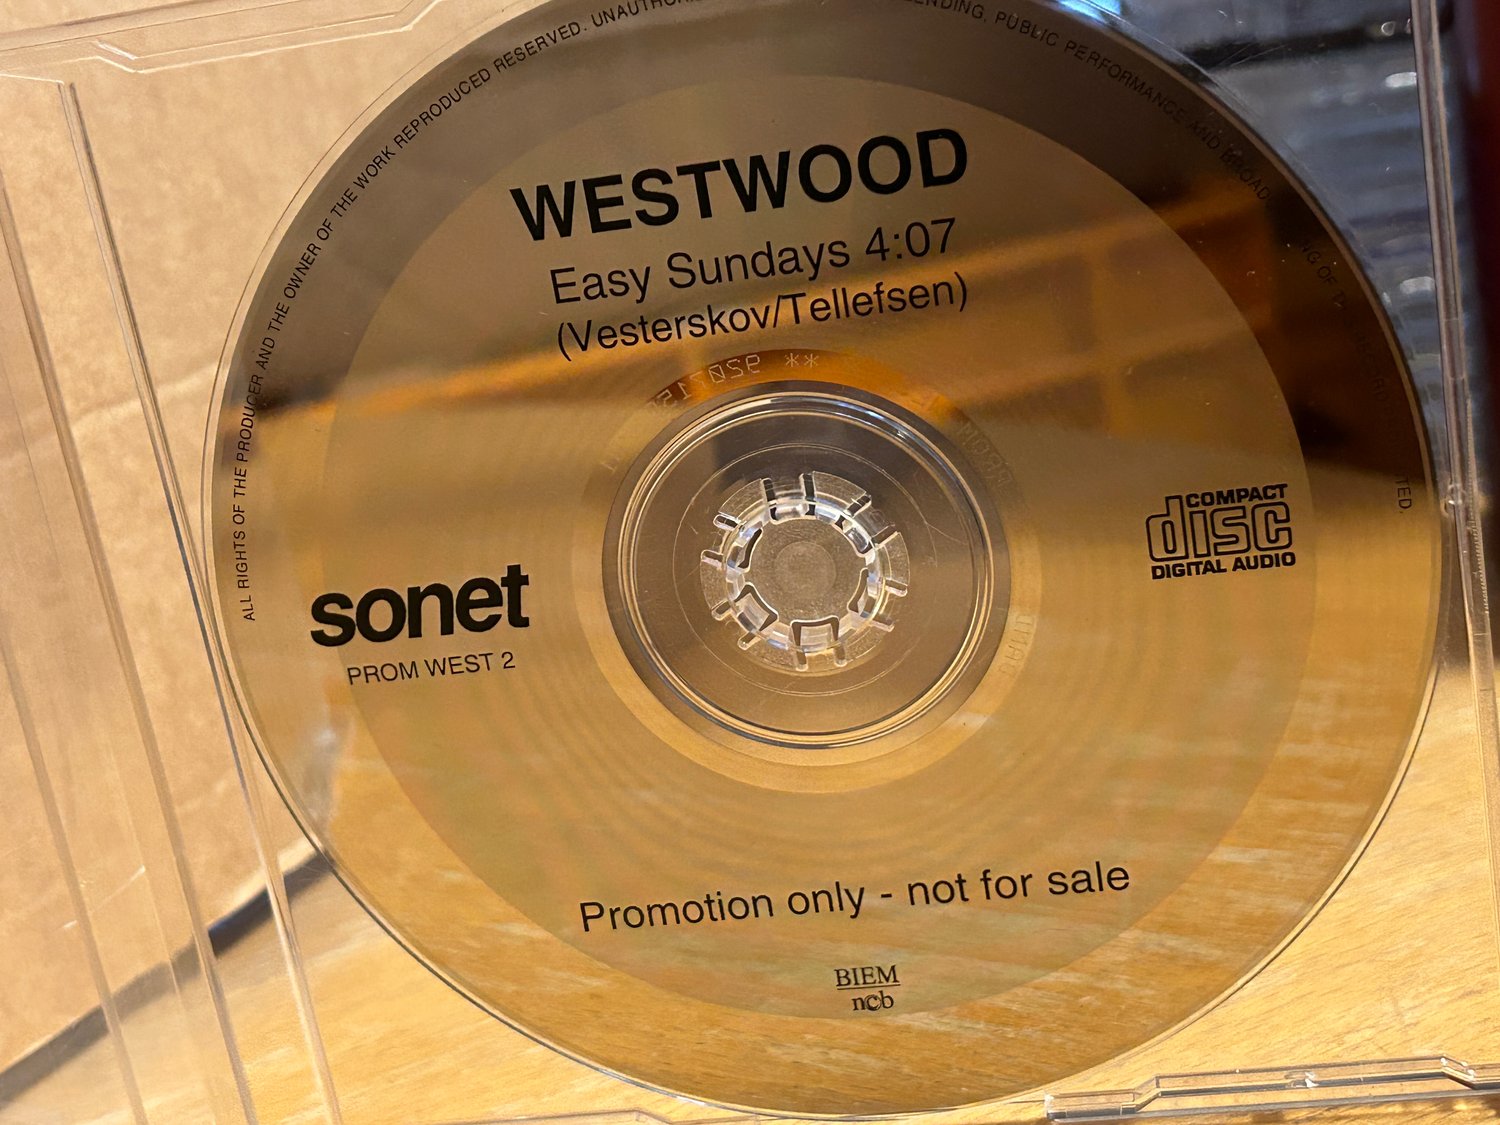 ALL RIGHTS OF THE PRODUCER AND THE OWNER OF THE WORK REPRODUCED RESERVED. LENDING, PUBLIC PERFORMANCE AND
WESTWOOD
Easy Sundays 4:07
(Vesterskov/Tellefsen)
COMPACT
disc
DIGITAL AUDIO
sonet
PROM WEST 2
Promotion only - not for sale
BIEM
ncb